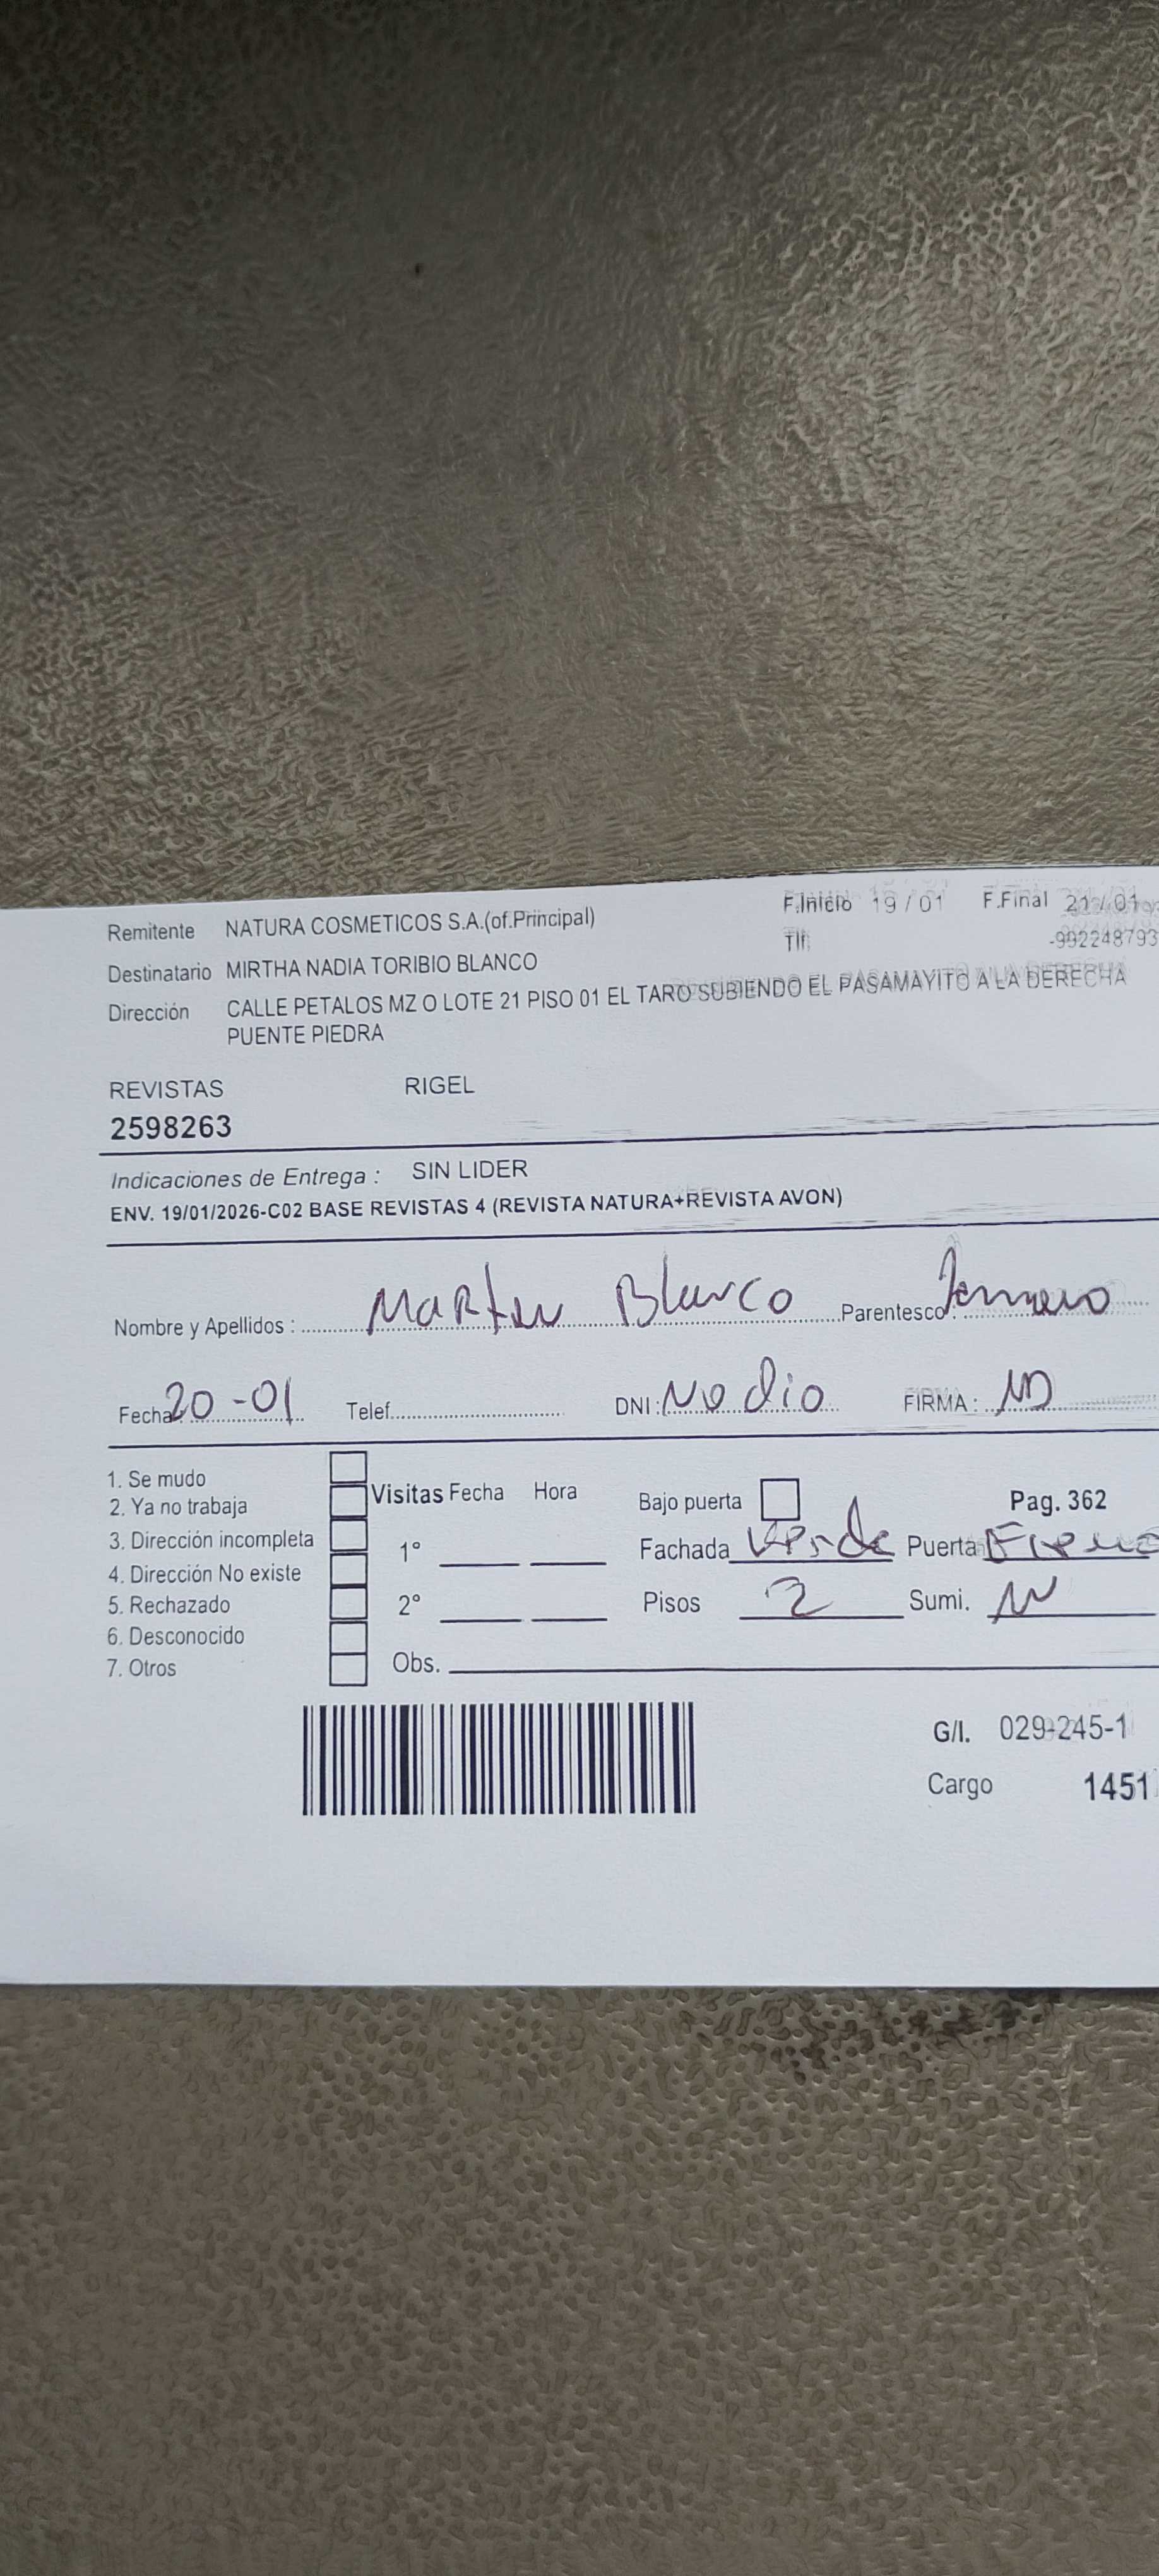 Remitente NATURA COSMETICOS S.A.(of.Principal) F.Inicio 19 / 01 F.Final 21 / 01
Tlf: -992248793
Destinatario MIRTHA NADIA TORIBIO BLANCO
Dirección CALLE PETALOS MZ O LOTE 21 PISO 01 EL TARO SUBIENDO EL PASAMAYITO A LA DERECHA
PUENTE PIEDRA
REVISTAS RIGEL
2598263
Indicaciones de Entrega : SIN LIDER
ENV. 19/01/2026-C02 BASE REVISTAS 4 (REVISTA NATURA+REVISTA AVON)
Nombre y Apellidos : Martin Blanco Parentesco:
Fecha: 20-01 Telef. DNI: No dio FIRMA :
1. Se mudo
2. Ya no trabaja Visitas Fecha Hora Bajo puerta Pag. 362
3. Dirección incompleta 1° Fachada Verde Puerta
4. Dirección No existe
5. Rechazado 2° Pisos 2 Sumi.
6. Desconocido
7. Otros Obs.
G/I. 029-245-1
Cargo 1451